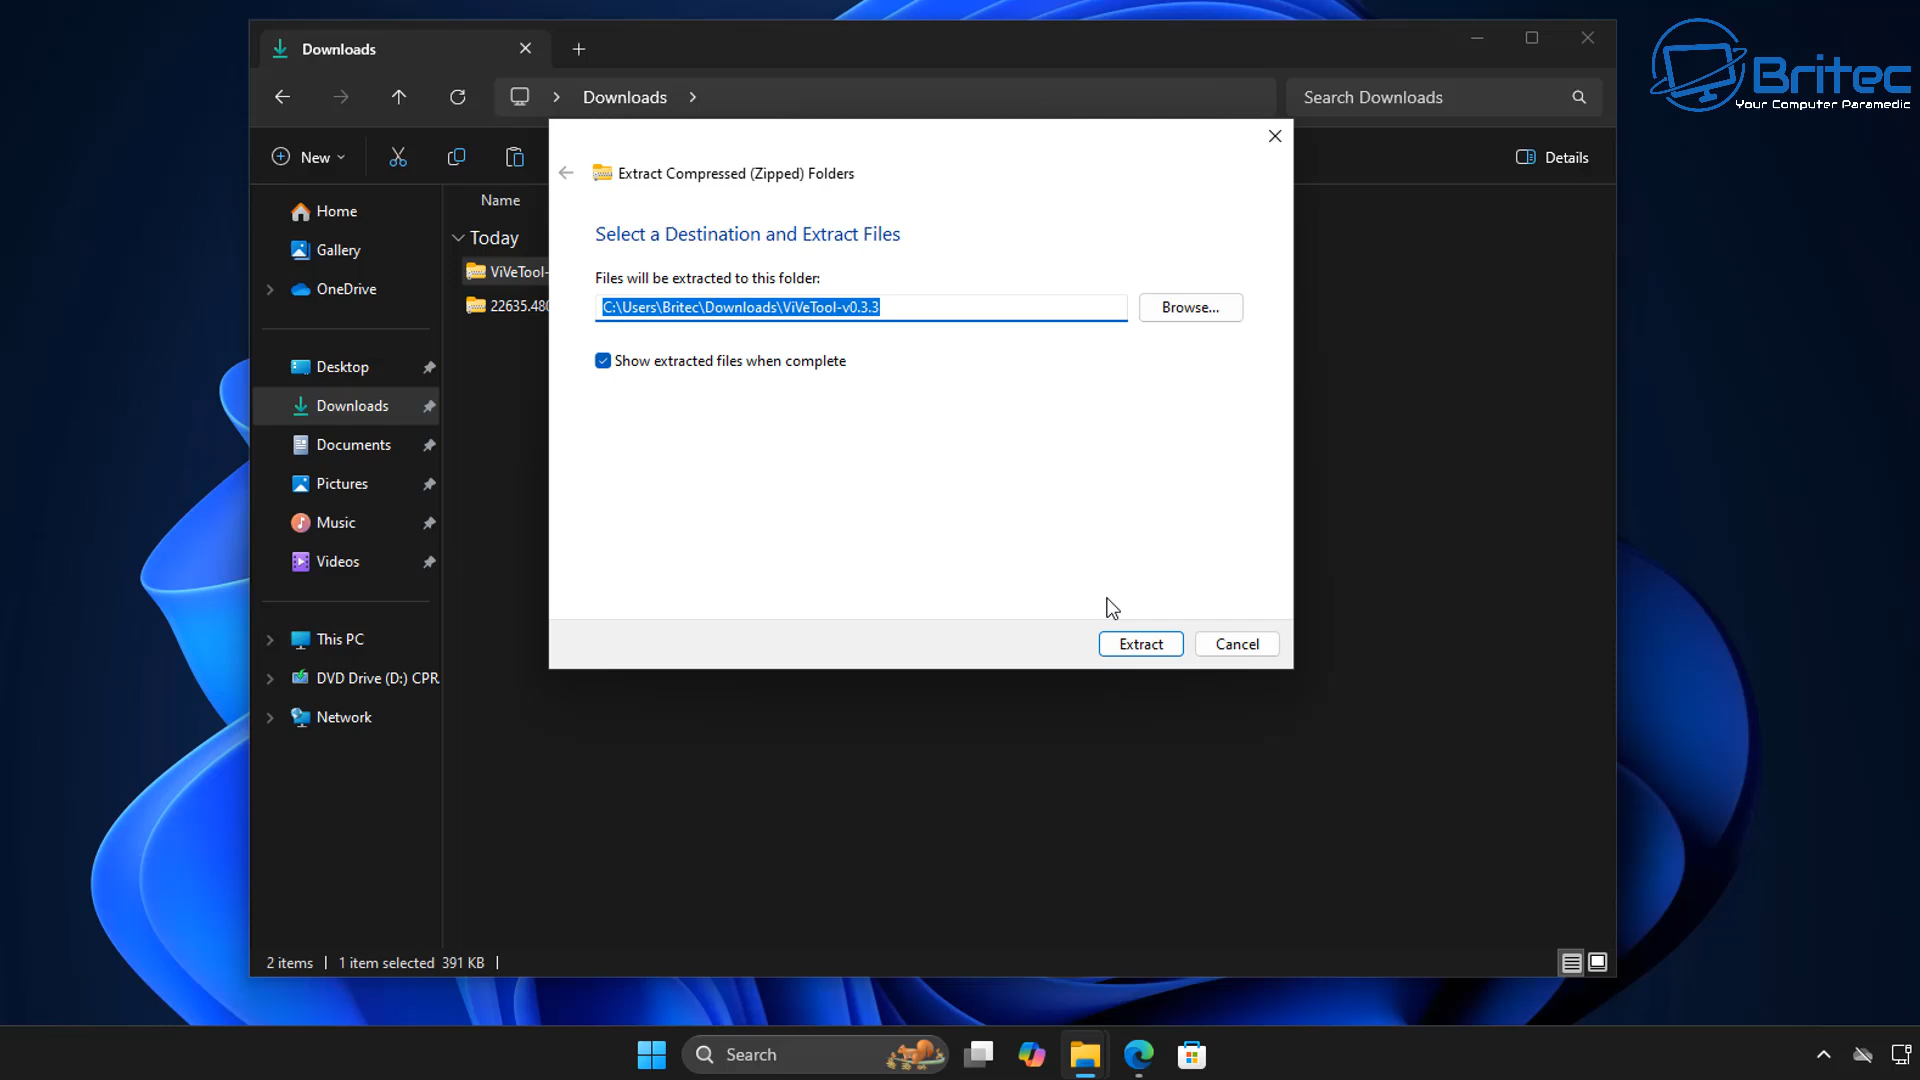 Downloads
Britec
Your Computer Paramedic
Downloads
Search Downloads
New
Details
Extract Compressed (Zipped) Folders
Select a Destination and Extract Files
Files will be extracted to this folder:
C:\Users\Britec\Downloads\ViVeTool-v0.3.3
Browse...
Show extracted files when complete
Extract
Cancel
Home
Gallery
OneDrive
Desktop
Downloads
Documents
Pictures
Music
Videos
This PC
DVD Drive (D:) CPR
Network
Name
Today
ViVeTool-
22635.480
2 items
1 item selected 391 KB
Search